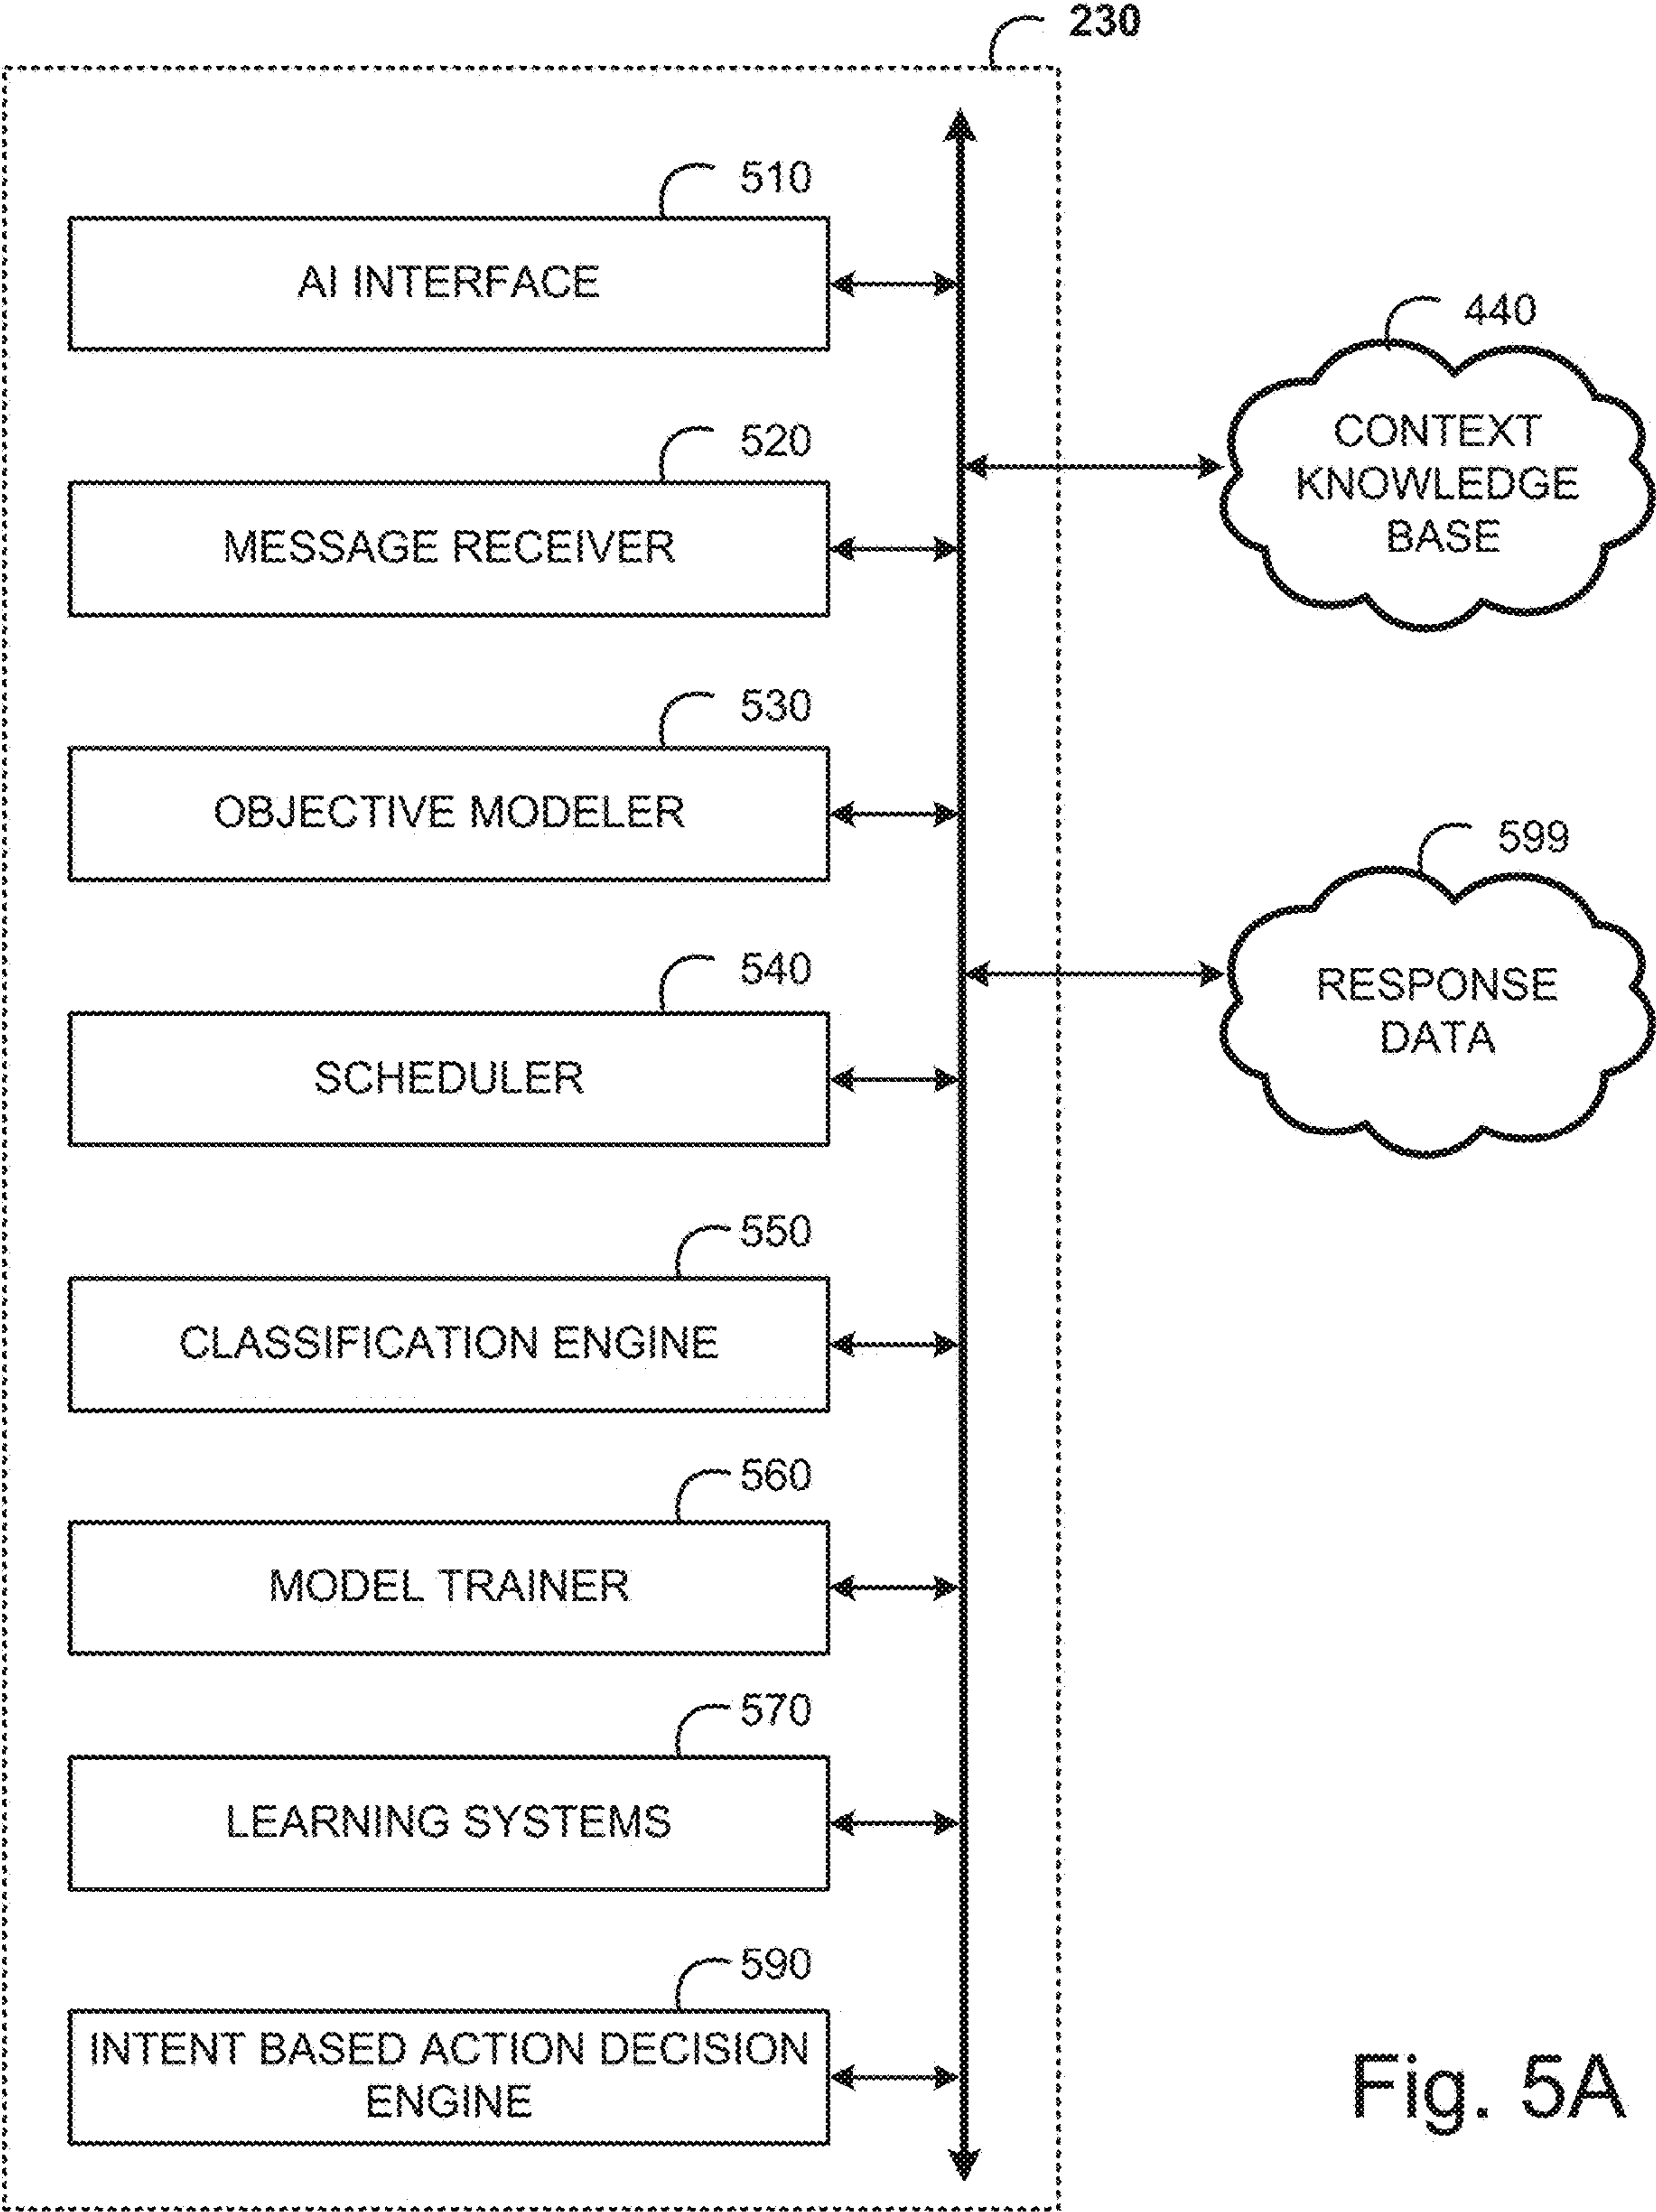 230
510
AI INTERFACE
440
CONTEXT
KNOWLEDGE
BASE
520
MESSAGE RECEIVER
530
OBJECTIVE MODELER
599
RESPONSE
DATA
540
SCHEDULER
550
CLASSIFICATION ENGINE
560
MODEL TRAINER
570
LEARNING SYSTEMS
590
INTENT BASED ACTION DECISION
ENGINE
Fig. 5A